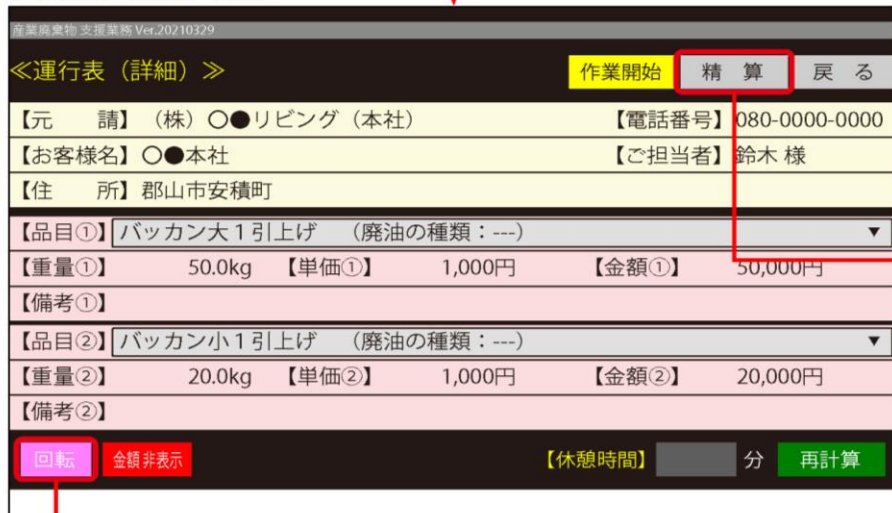 産業廃棄物 支援業務 Ver.20210329
≪運行表（詳細）≫ 作業開始 精 算 戻 る
【元 請】（株）〇●リビング（本社） 【電話番号】 080-0000-0000
【お客様名】〇●本社 【ご担当者】鈴木 様
【住 所】郡山市安積町
【品目①】バッカン大１引上げ （廃油の種類：---） ▼
【重量①】 50.0kg 【単価①】 1,000円 【金額①】 50,000円
【備考①】
【品目②】バッカン小１引上げ （廃油の種類：---） ▼
【重量②】 20.0kg 【単価②】 1,000円 【金額②】 20,000円
【備考②】
回転 金額非表示 【休憩時間】 分 再計算